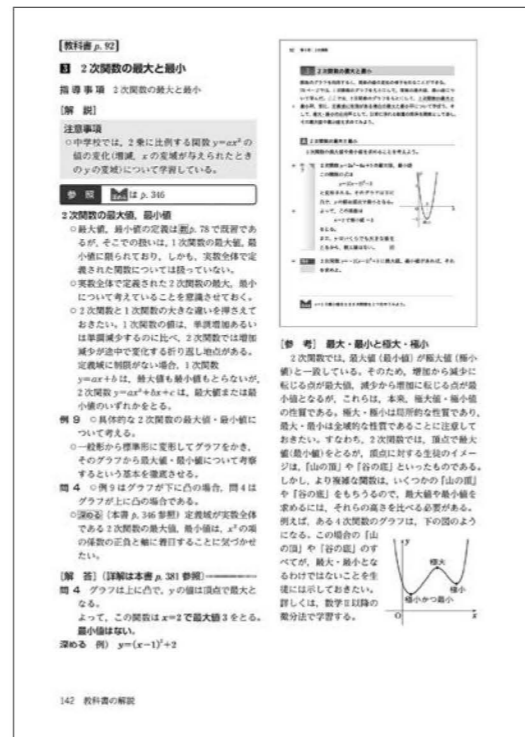 [教科書 p. 92]
3 2次関数の最大と最小
指導事項 2次関数の最大と最小
[解 説]
注意事項
○中学校では,2乗に比例する関数 y=ax²の
値の変化(増減,xの変域が与えられたとき
のyの変域)について学習している。
参 照 は p. 346
2次関数の最大値,最小値
○最大値,最小値の定義は教p. 78で既習であ
るが,そこでの扱いは,1次関数の最大値,最
小値に限られており,しかも,実数全体で定
義された関数については扱っていない。
○実数全体で定義された2次関数の最大,最小
について考えていることを意識させておく。
○2次関数と1次関数の大きな違いを押さえて
おきたい。1次関数の値は,単調増加あるい
は単調減少するのに比べ,2次関数では増加
減少が途中で変化する折り返し地点がある。
定義域に制限がない場合,1次関数
y=ax+bは,最大値も最小値もとらないが,
2次関数 y=ax²+bx+cは,最大値または最小
値のいずれかをとる。
例 9 ○具体的な2次関数の最大値・最小値に
ついて考える。
○一般形から標準形に変形してグラフをかき,
そのグラフから最大値・最小値について考察
するという基本を徹底させる。
問 4 ○例9はグラフが下に凸の場合,問4は
グラフが上に凸の場合である。
○深める(本書 p. 346 参照)定義域が実数全体
である2次関数の最大値,最小値は,x²の項
の係数の正負と軸に着目することに気づかせ
たい。
[解 答](詳解は本書 p. 381 参照)
問 4 グラフは上に凸で,yの値は頂点で最大と
なる。
よって,この関数は x=2 で最大値3をとる。
最小値はない。
深める 例) y=(x-1)²+2
142 教科書の解説
2次関数の最大と最小
[参 考] 最大・最小と極大・極小
2次関数では,最大値(最小値)が極大値(極小
値)と一致している。そのため,増加から減少に
転じる点が最大値,減少から増加に転じる点が最
小値となるが,これらは,本来,極大値・極小値
の性質である。極大・極小は局所的な性質であり,
最大・最小は全域的な性質であることに注意して
おきたい。すなわち,2次関数では,頂点で最大
値(最小値)をとるが,頂点に対する生徒のイメー
ジは,「山の頂」や「谷の底」といったものである。
しかし,より複雑な関数は,いくつかの「山の頂」
や「谷の底」をもちうるので,最大値や最小値を
求めるには,それらの高さを比べる必要がある。
例えば,ある4次関数のグラフは,下の図のよう
になる。この場合の「山
の頂」や「谷の底」のす
べてが,最大・最小とな
るわけではないことを生
徒には示しておきたい。
詳しくは,数学Ⅱ以降の
微分法で学習する。
y
極大
極小
極小かつ最小
O
x